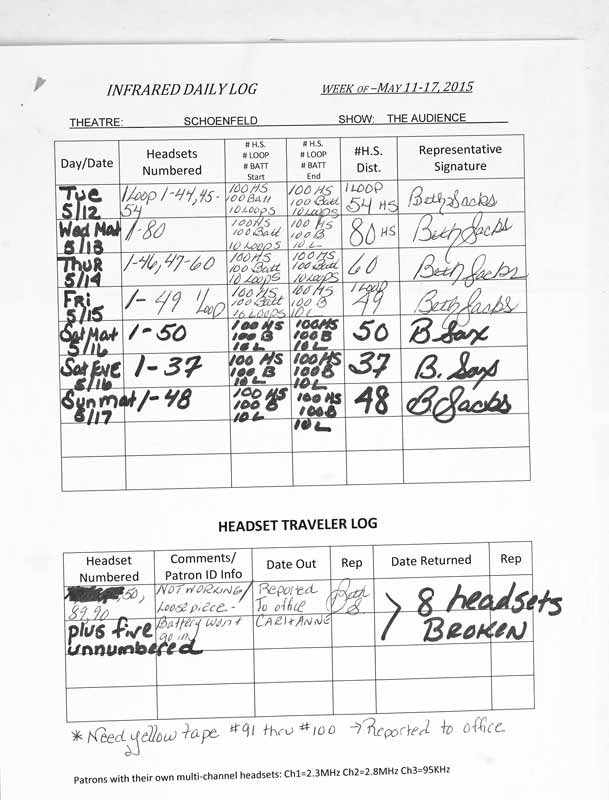 INFRARED DAILY LOG WEEK OF –MAY 11-17, 2015
THEATRE: SCHOENFELD SHOW: THE AUDIENCE
Day/Date Headsets Numbered # H.S. # LOOP # BATT Start # H.S. # LOOP # BATT End #H.S. Dist. Representative Signature
Tue 5/12 1 Loop 1-44, 45-54 100 HS 100 Batt 10 Loops 100 HS 100 Batt 10 Loops 1 LOOP 54 HS Beth Sacks
Wed Mat 5/13 1-80 100 HS 100 Batt 10 LOOPS 100 HS 100 B 10 L 80 HS Beth Sacks
Thur 5/14 1-46, 47-60 100 HS 100 Batt 10 LOOPS 100 HS 100 Batt 10 LOOPS 60 Beth Sacks
Fri 5/15 1-49 1 Loop 100 HS 100 Batt 10 LOOPS 100 HS 100 B 10 L 1 Loop 49 Beth Sacks
Sat Mat 5/16 1-50 100 HS 100 B 10 L 100 HS 100 B 10 L 50 B. Sax
Sat Eve 5/16 1-37 100 HS 100 B 10 L 100 HS 100 B 10 L 37 B. Sax
Sun mat 5/17 1-48 100 HS 100 B 10 L 100 HS 100 B 10 L 48 B. Sacks
HEADSET TRAVELER LOG
Headset Numbered Comments/ Patron ID Info Date Out Rep Date Returned Rep
50, 89, 90 NOT WORKING/ Loose piece - Reported To office Beth S. > 8 headsets BROKEN
plus five unnumbered Battery won't go in CARI+ANNE
* Need yellow tape #91 thru #100 → Reported to office
Patrons with their own multi-channel headsets: Ch1=2.3MHz Ch2=2.8MHz Ch3=95KHz